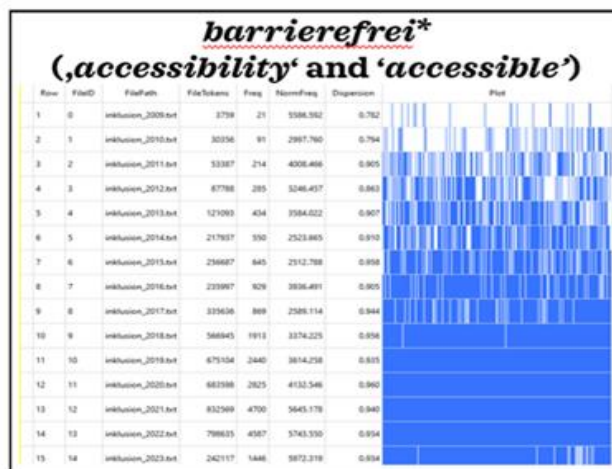 barrierefrei*
(‚accessibility‘ and ‘accessible’)
Row FileID FilePath FileTokens Freq NormFreq Dispersion Plot
1 0 inklusion_2009.txt 3759 21 5586.592 0.782
2 1 inklusion_2010.txt 30356 91 2997.760 0.794
3 2 inklusion_2011.txt 53387 214 4008.466 0.905
4 3 inklusion_2012.txt 87788 285 3246.457 0.863
5 4 inklusion_2013.txt 121093 434 3584.022 0.907
6 5 inklusion_2014.txt 217937 550 2523.665 0.910
7 6 inklusion_2015.txt 256687 645 2512.788 0.958
8 7 inklusion_2016.txt 235997 929 3936.491 0.905
9 8 inklusion_2017.txt 335636 869 2589.114 0.944
10 9 inklusion_2018.txt 566945 1913 3374.225 0.956
11 10 inklusion_2019.txt 675104 2440 3614.258 0.935
12 11 inklusion_2020.txt 683598 2825 4132.546 0.960
13 12 inklusion_2021.txt 832569 4700 5645.178 0.940
14 13 inklusion_2022.txt 798635 4587 5743.550 0.934
15 14 inklusion_2023.txt 242117 1446 5972.319 0.934